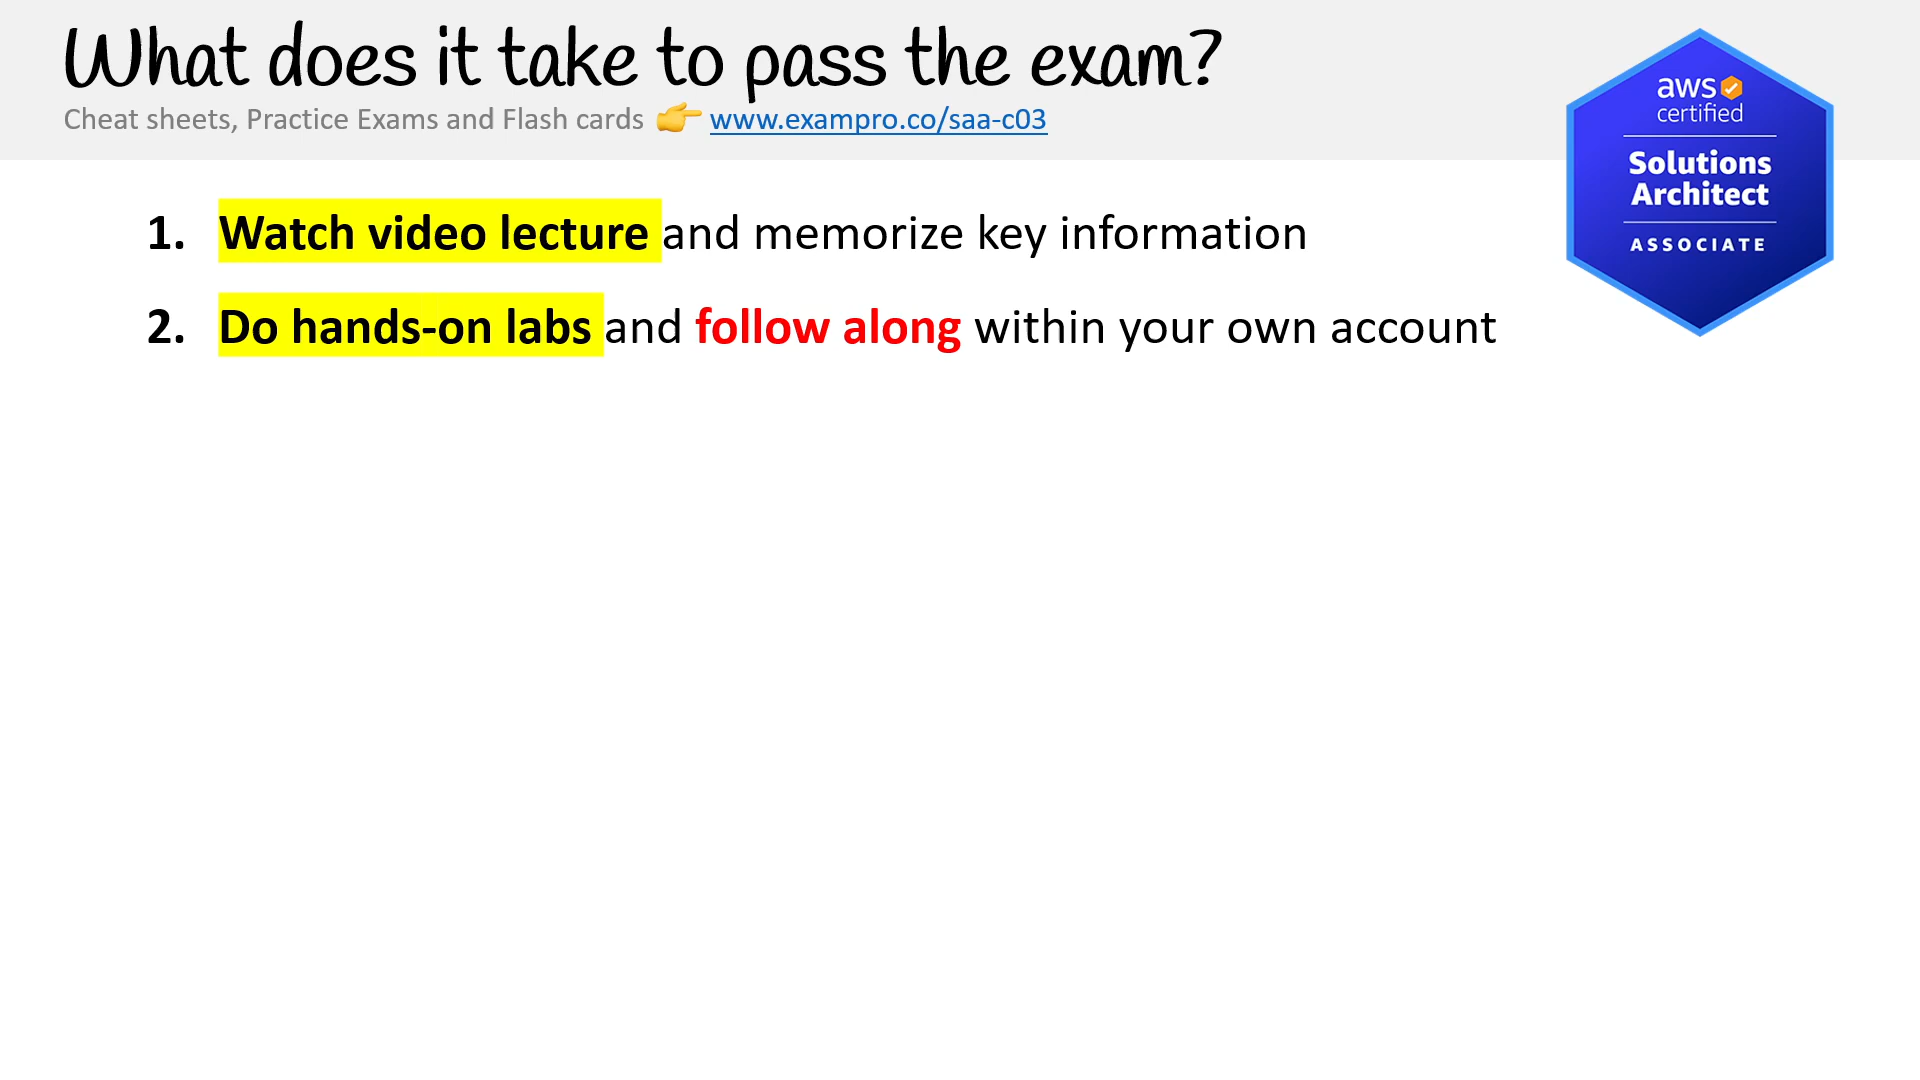 What does it take to pass the exam?
Cheat sheets, Practice Exams and Flash cards 👉 www.exampro.co/saa-c03
aws
certified
Solutions
Architect
ASSOCIATE
1. Watch video lecture and memorize key information
2. Do hands-on labs and follow along within your own account